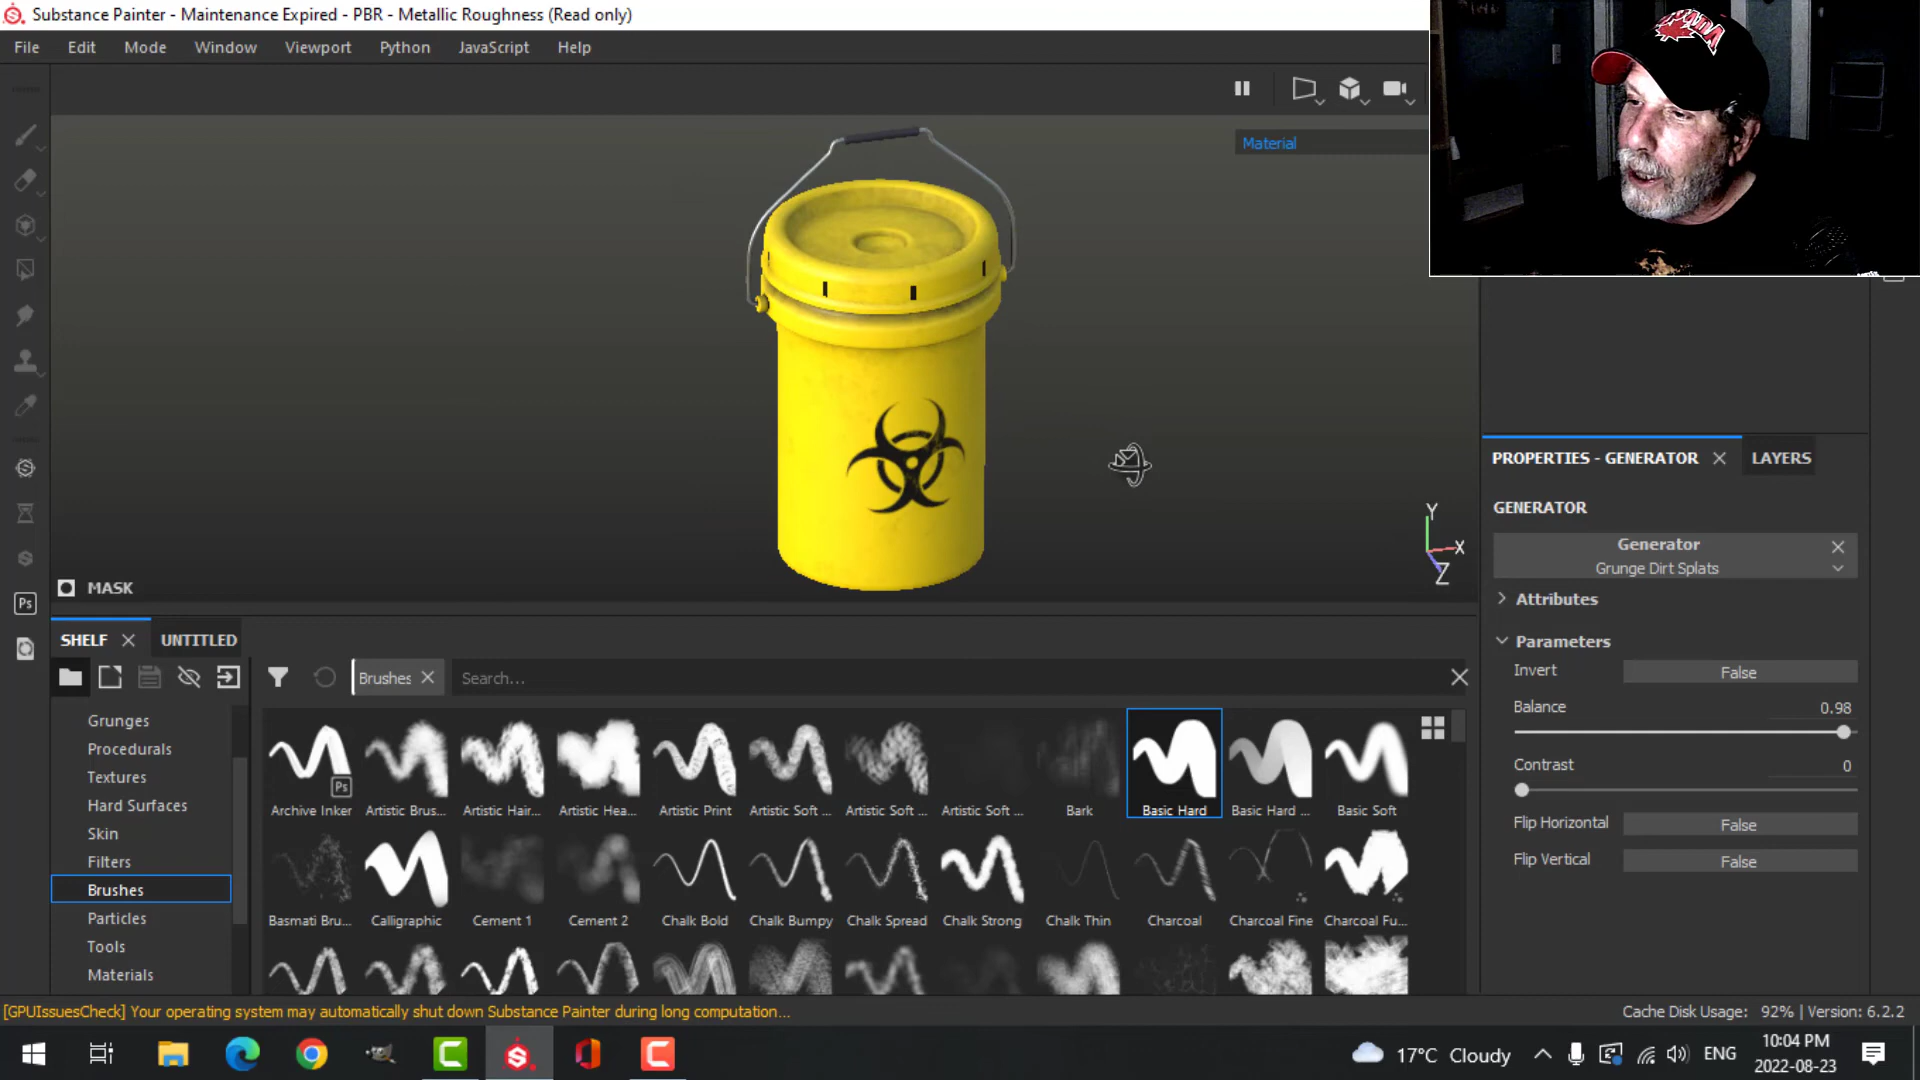 Substance Painter - Maintenance Expired - PBR - Metallic Roughness (Read only)
File Edit Mode Window Viewport Python JavaScript Help
Material
X
Y
Z
MASK
Ps
SHELF UNTITLED
Brushes Search...
Grunges
Procedurals
Textures
Hard Surfaces
Skin
Filters
Brushes
Particles
Tools
Materials
Ps
Archive Inker Artistic Brus... Artistic Hair... Artistic Hea... Artistic Print Artistic Soft ... Artistic Soft ... Artistic Soft ... Bark Basic Hard Basic Hard ... Basic Soft
Basmati Bru... Calligraphic Cement 1 Cement 2 Chalk Bold Chalk Bumpy Chalk Spread Chalk Strong Chalk Thin Charcoal Charcoal Fine Charcoal Fu...
PROPERTIES - GENERATOR LAYERS
GENERATOR
Generator
Grunge Dirt Splats
Attributes
Parameters
Invert False
Balance 0.98
Contrast 0
Flip Horizontal False
Flip Vertical False
[GPUIssuesCheck] Your operating system may automatically shut down Substance Painter during long computation...
Cache Disk Usage: 92% | Version: 6.2.2
17°C Cloudy ENG 10:04 PM
2022-08-23